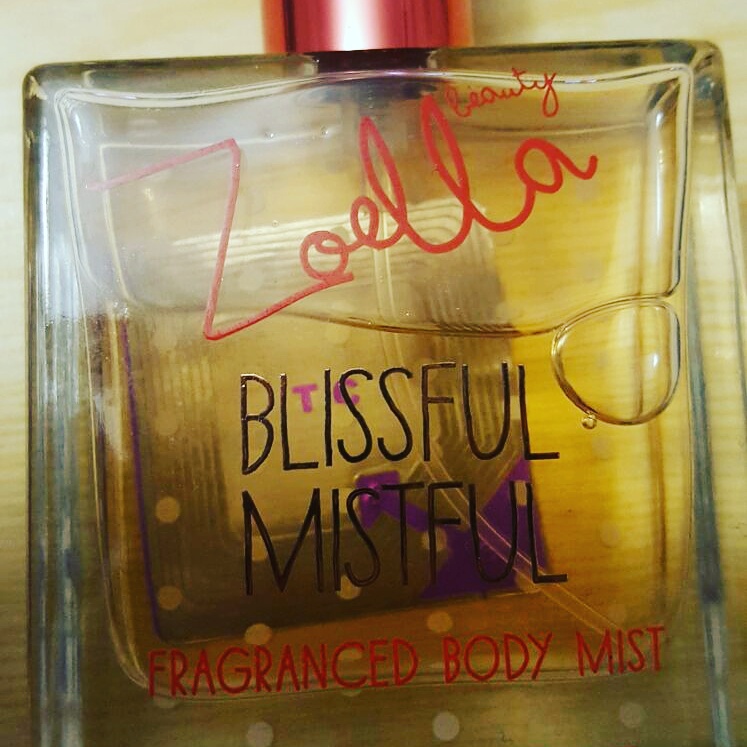 beauty
Zoella
BLISSFUL
MISTFUL
FRAGRANCED BODY MIST